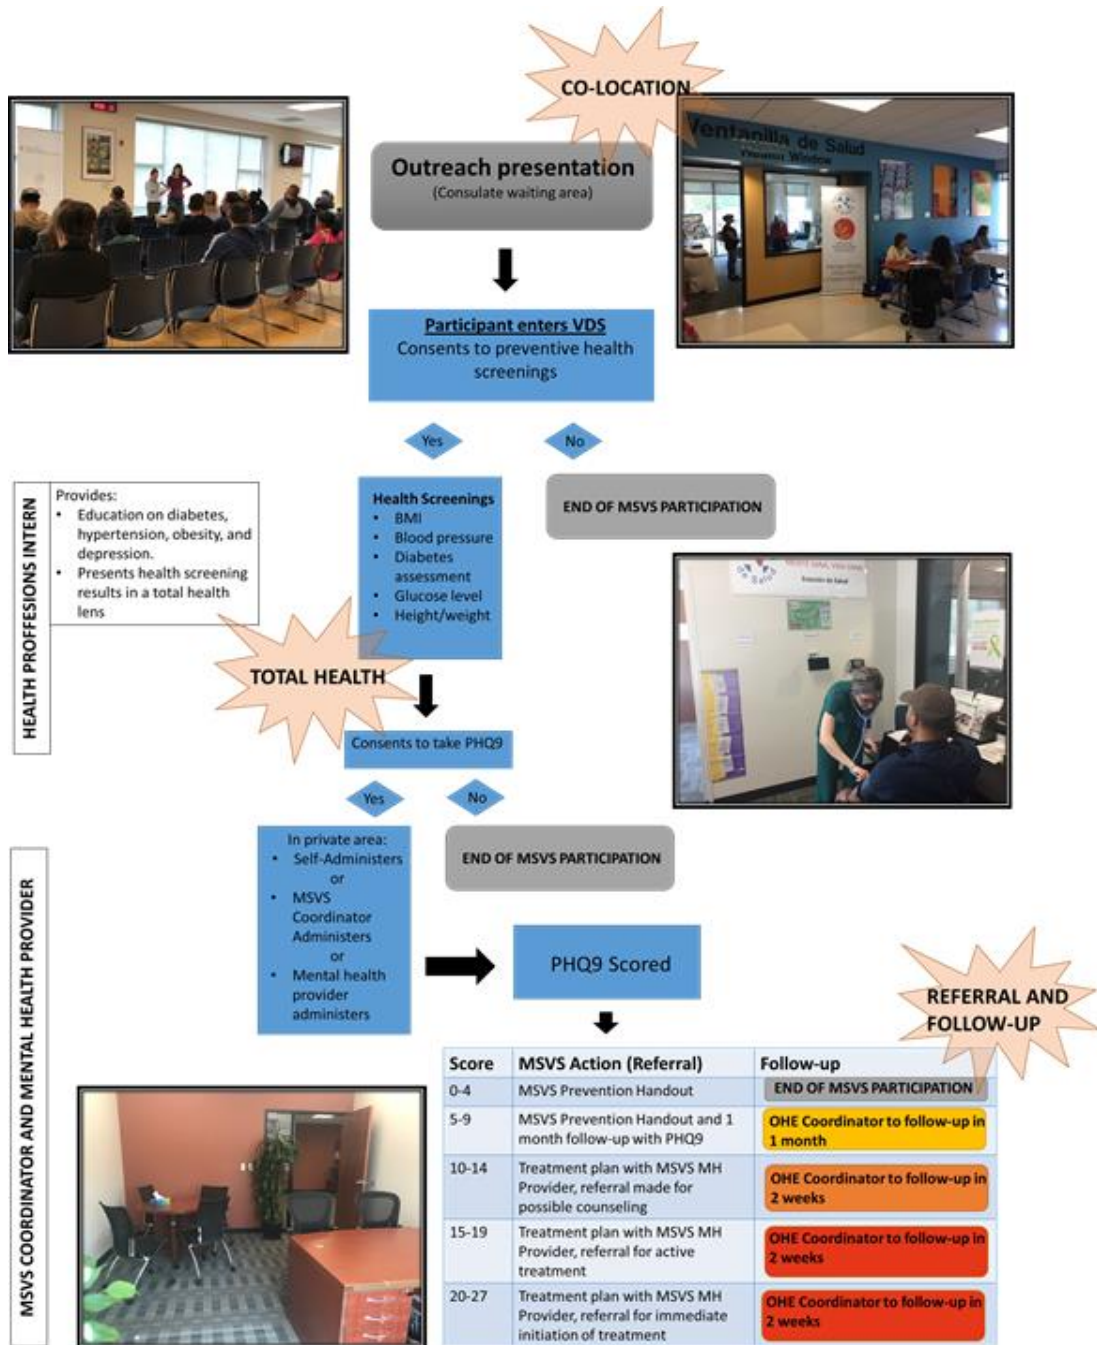 CO-LOCATION
Ventanilla de Salud
Health Window
Outreach presentation
(Consulate waiting area)
Participant enters VDS
Consents to preventive health
screenings
Yes
No
HEALTH PROFFESIONS INTERN
Provides:
• Education on diabetes,
hypertension, obesity, and
depression.
• Presents health screening
results in a total health
lens
Health Screenings
• BMI
• Blood pressure
• Diabetes
assessment
• Glucose level
• Height/weight
END OF MSVS PARTICIPATION
TOTAL HEALTH
Consents to take PHQ9
Yes
No
MSVS COORDINATOR AND MENTAL HEALTH PROVIDER
In private area:
• Self-Administers
or
• MSVS
Coordinator
Administers
or
• Mental health
provider
administers
END OF MSVS PARTICIPATION
PHQ9 Scored
REFERRAL AND
FOLLOW-UP
Score MSVS Action (Referral) Follow-up
0-4 MSVS Prevention Handout END OF MSVS PARTICIPATION
5-9 MSVS Prevention Handout and 1 OHE Coordinator to follow-up in
month follow-up with PHQ9 1 month
10-14 Treatment plan with MSVS MH OHE Coordinator to follow-up in
Provider, referral made for 2 weeks
possible counseling
15-19 Treatment plan with MSVS MH OHE Coordinator to follow-up in
Provider, referral for active 2 weeks
treatment
20-27 Treatment plan with MSVS MH OHE Coordinator to follow-up in
Provider, referral for immediate 2 weeks
initiation of treatment